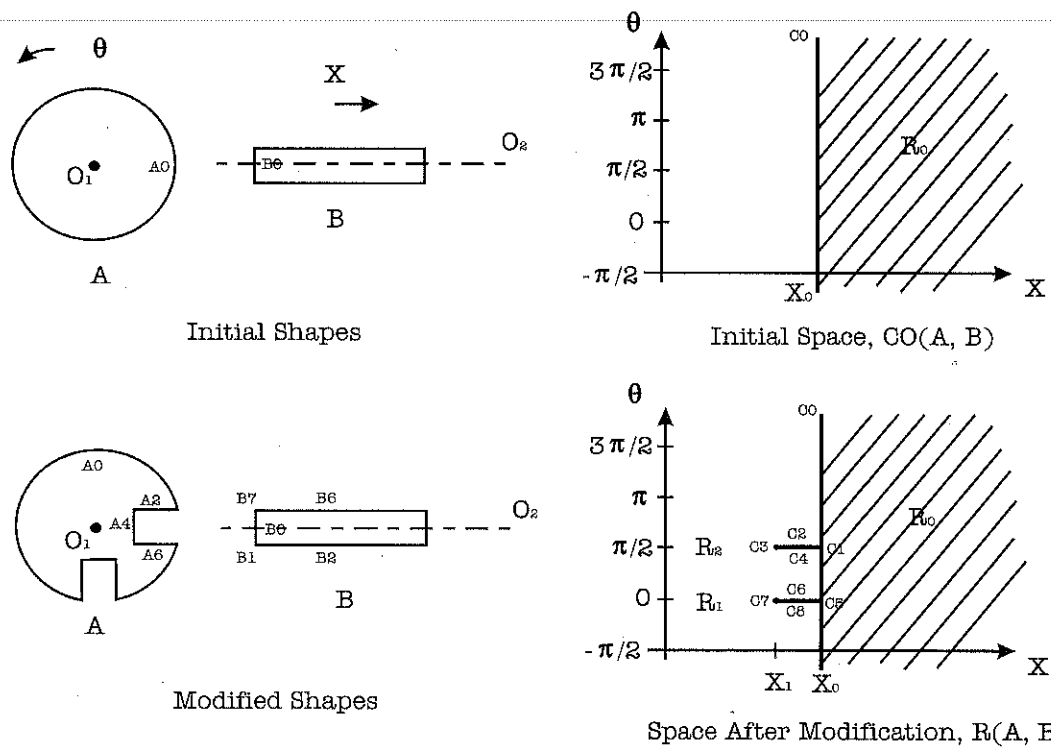 θ
X
A0
O₁
B0
O₂
B
A
Initial Shapes
θ
C0
3π/2
π
R₀
π/2
0
-π/2
X₀
X
Initial Space, CO(A, B)
A0
A2
A4
O₁
A6
A
B7
B6
B0
O₂
B1
B2
B
Modified Shapes
θ
C0
3π/2
π
R₀
π/2
R₂
C3
C2
C4
C1
0
R₁
C7
C6
C8
C5
-π/2
X₁
X₀
X
Space After Modification, R(A, B